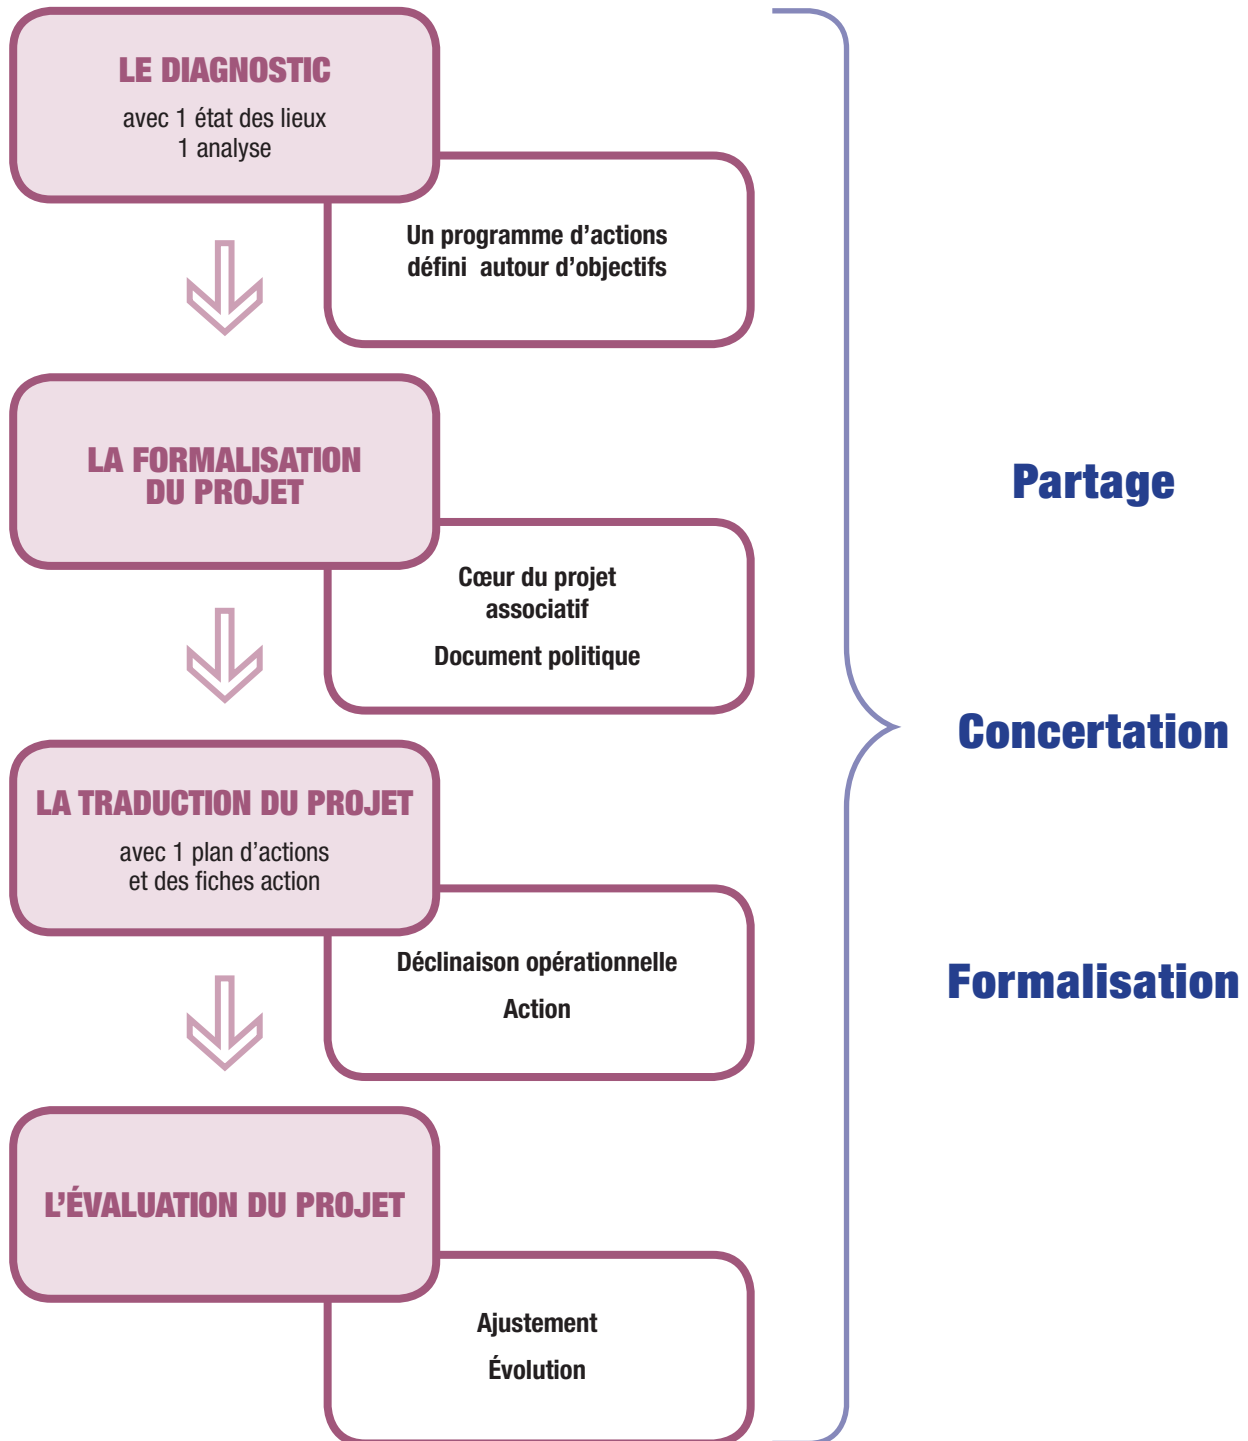 LE DIAGNOSTIC
avec 1 état des lieux
1 analyse
Un programme d’actions
défini  autour d’objectifs
LA FORMALISATION
DU PROJET
Cœur du projet
associatif
Document politique
LA TRADUCTION DU PROJET
avec 1 plan d’actions
et des fiches action
Déclinaison opérationnelle
Action
L’ÉVALUATION DU PROJET
Ajustement
Évolution
Partage
Concertation
Formalisation